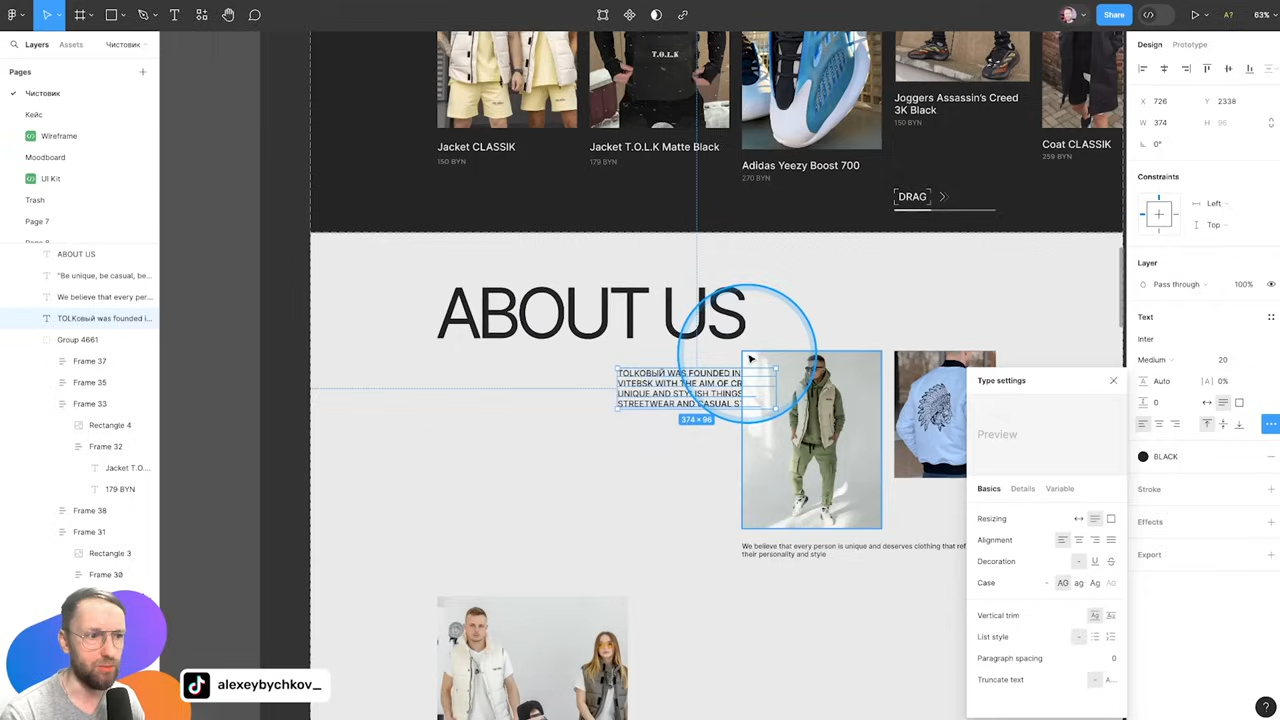 Share
A?
63%
Layers
Assets
Чистовик
Pages
Чистовик
Кейс
Wireframe
Moodboard
UI Kit
Trash
Page 7
ABOUT US
"Be unique, be casual, be...
We believe that every per...
TOLKовый was founded i...
Group 4661
Frame 37
Frame 35
Frame 33
Rectangle 4
Frame 32
Jacket T.O....
179 BYN
Frame 38
Frame 31
Rectangle 3
Frame 30
T.O.L.K
Jacket CLASSIK
150 BYN
Jacket T.O.L.K Matte Black
179 BYN
Adidas Yeezy Boost 700
270 BYN
Joggers Assassin's Creed
3K Black
150 BYN
Coat CLASSIK
259 BYN
DRAG
ABOUT US
TOLKОВЫЙ WAS FOUNDED IN
VITEBSK WITH THE AIM OF CR
UNIQUE AND STYLISH THINGS
STREETWEAR AND CASUAL ST
374 × 96
We believe that every person is unique and deserves clothing that ref
their personality and style
alexeybychkov_
Design
Prototype
X 726
Y 2338
W 374
H 96
0°
Constraints
Left
Top
Layer
Pass through
100%
Text
Inter
Medium
20
Auto
|A| 0%
0
BLACK
Stroke
Effects
Export
Type settings
Preview
Basics
Details
Variable
Resizing
Alignment
Decoration
Case
- AG ag Ag Ao
Vertical trim
Ag
List style
Paragraph spacing
0
Truncate text
- A...
?